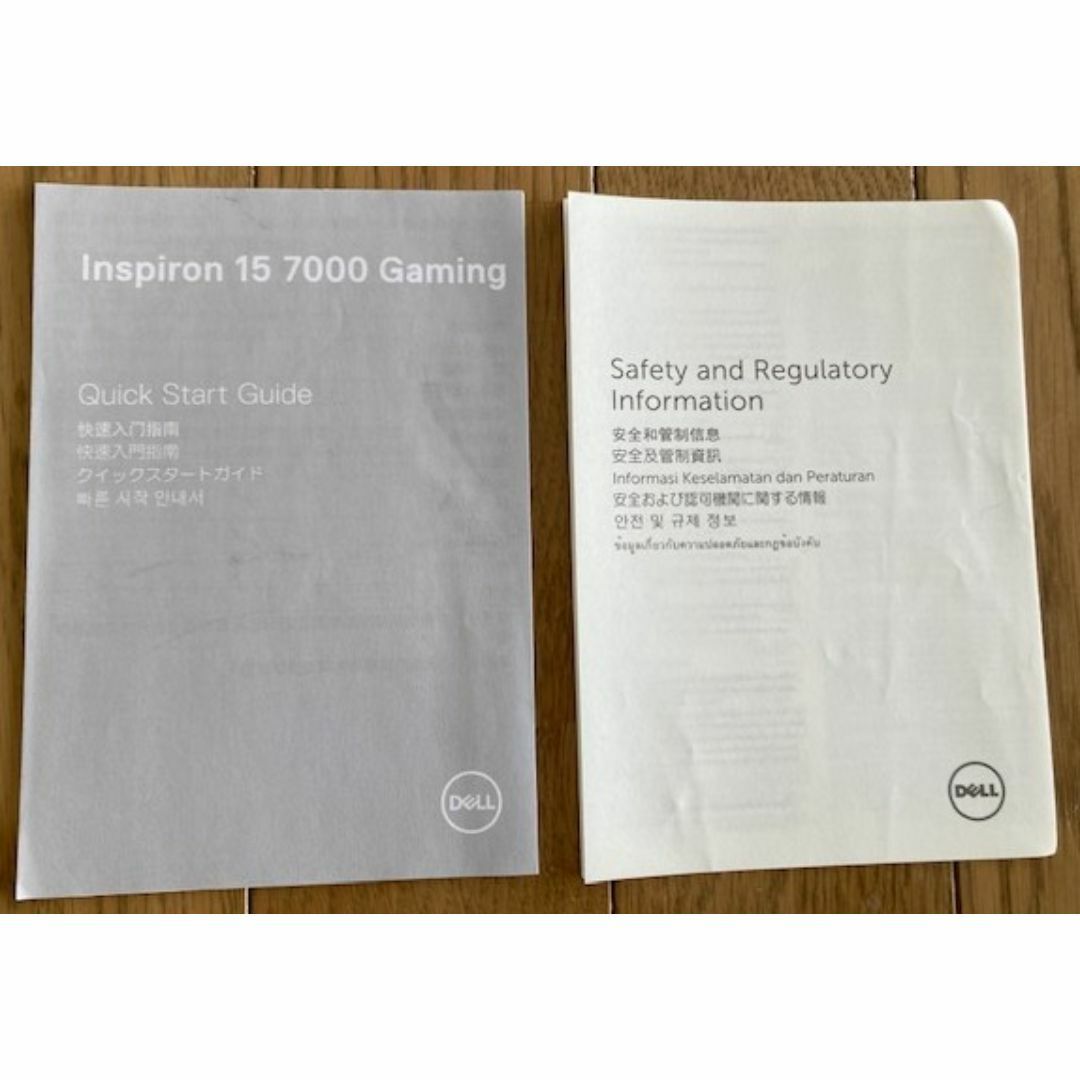 Inspiron 15 7000 Gaming
Quick Start Guide
快速入门指南
快速入門指南
クイックスタートガイド
빠른 시작 안내서
DELL
Safety and Regulatory
Information
安全和管制信息
安全及管制資訊
Informasi Keselamatan dan Peraturan
安全および認可機関に関する情報
안전 및 규제 정보
ข้อมูลเกี่ยวกับความปลอดภัยและกฎข้อบังคับ
DELL